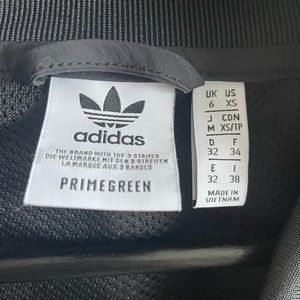 adidas
THE BRAND WITH THE 3 STRIPES
DIE WELTMARKE MIT DEN 3 STREIFEN
LA MARQUE AUX 3 BANDES
PRIMEGREEN
UK US
6 XS
J CDN
M XS/TP
D F
32 34
E I
32 38
MADE IN
VIETNAM